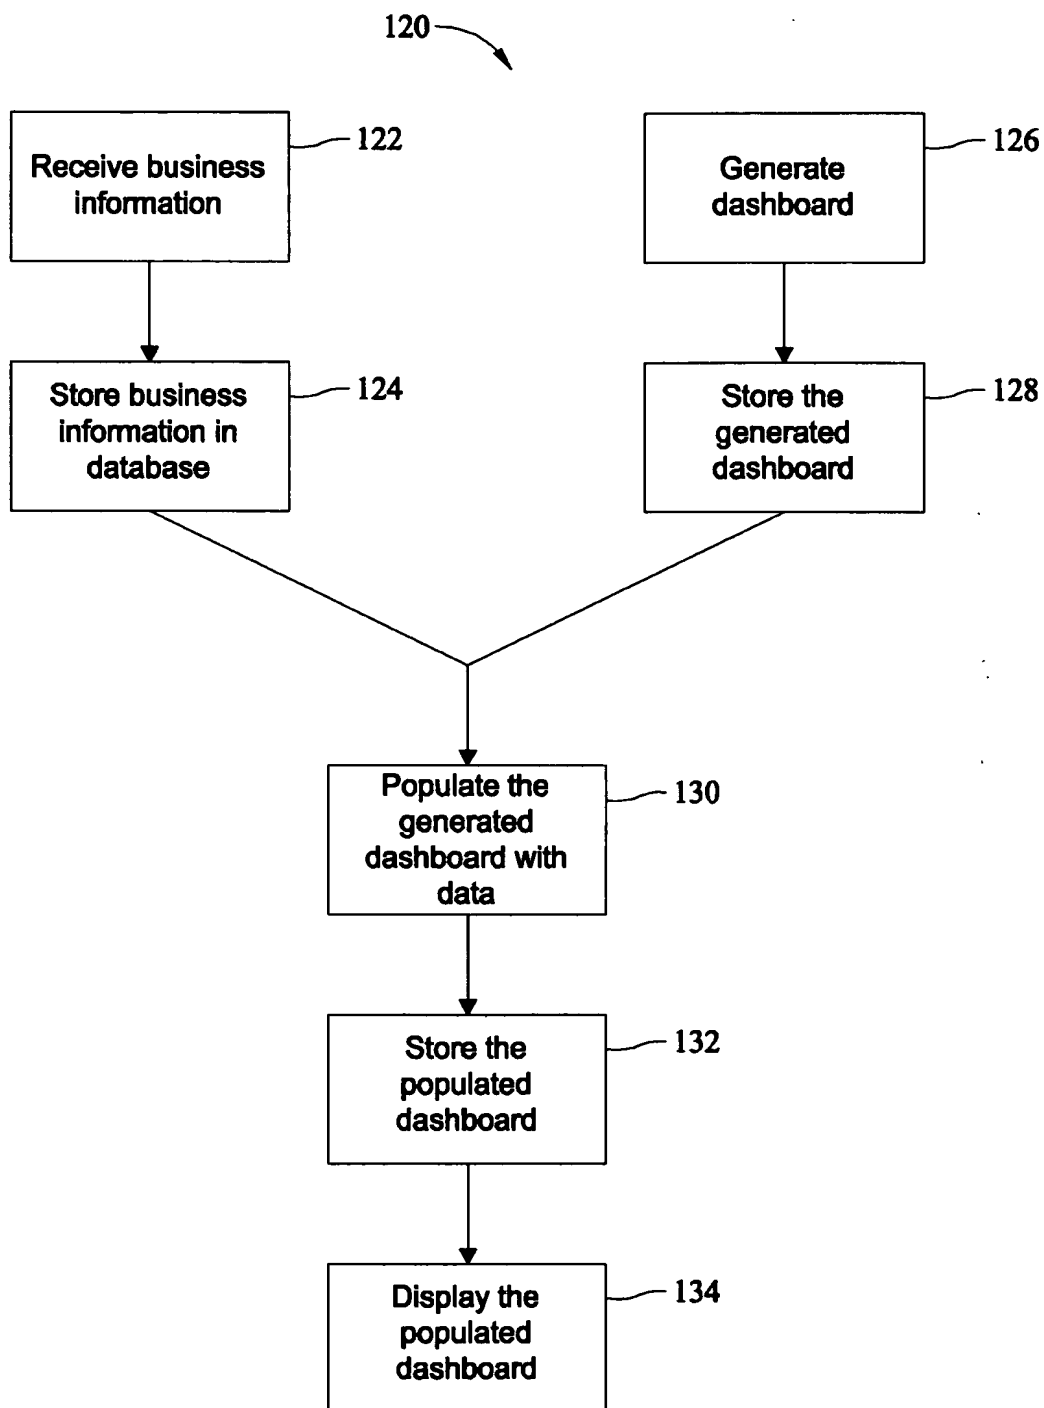 120
Receive business
information
122
Generate
dashboard
126
Store business
information in
database
124
Store the
generated
dashboard
128
Populate the
generated
dashboard with
data
130
Store the
populated
dashboard
132
Display the
populated
dashboard
134